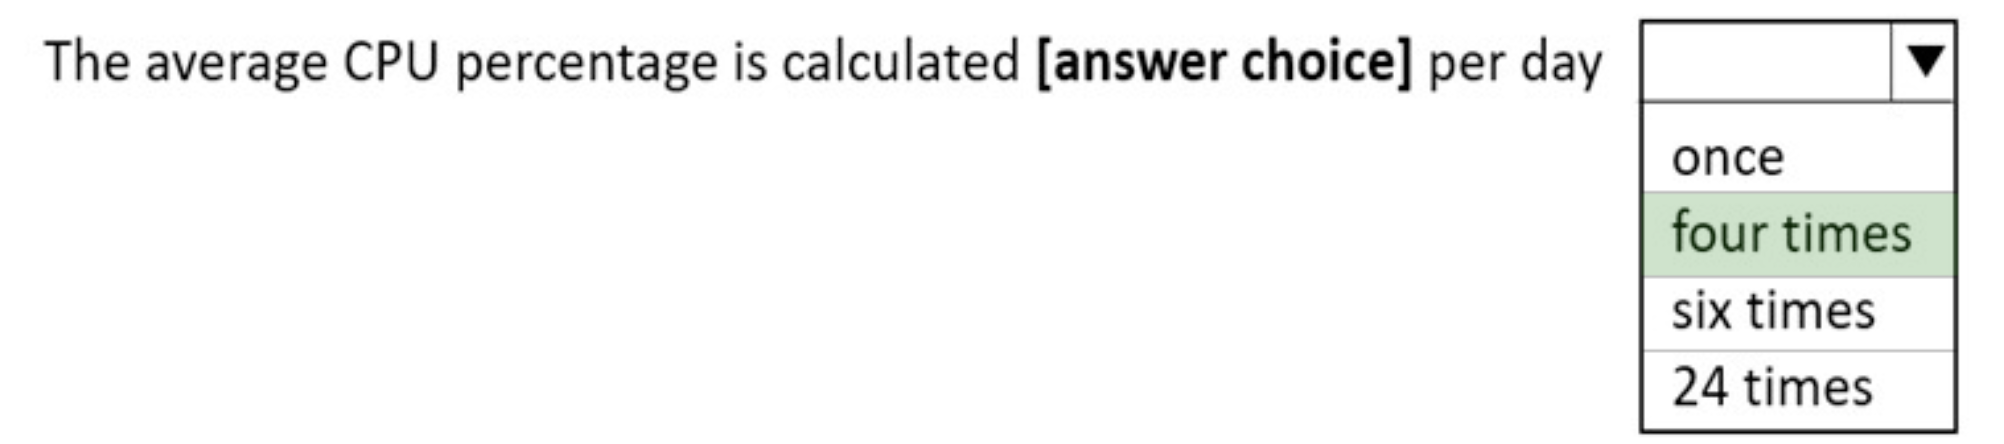 The average CPU percentage is calculated [answer choice] per day
once
four times
six times
24 times